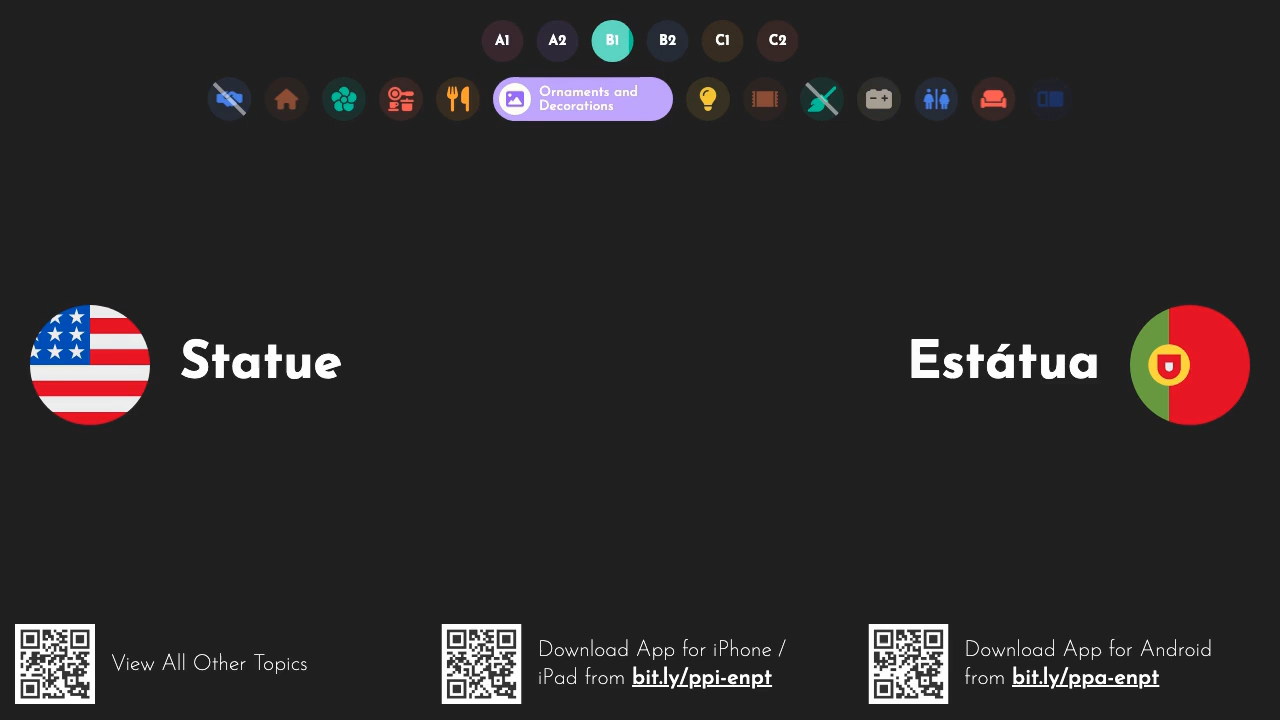 A1 A2 B1 B2 C1 C2
Ornaments and
Decorations
Statue
Estátua
View All Other Topics
Download App for iPhone /
iPad from bit.ly/ppi-enpt
Download App for Android
from bit.ly/ppa-enpt